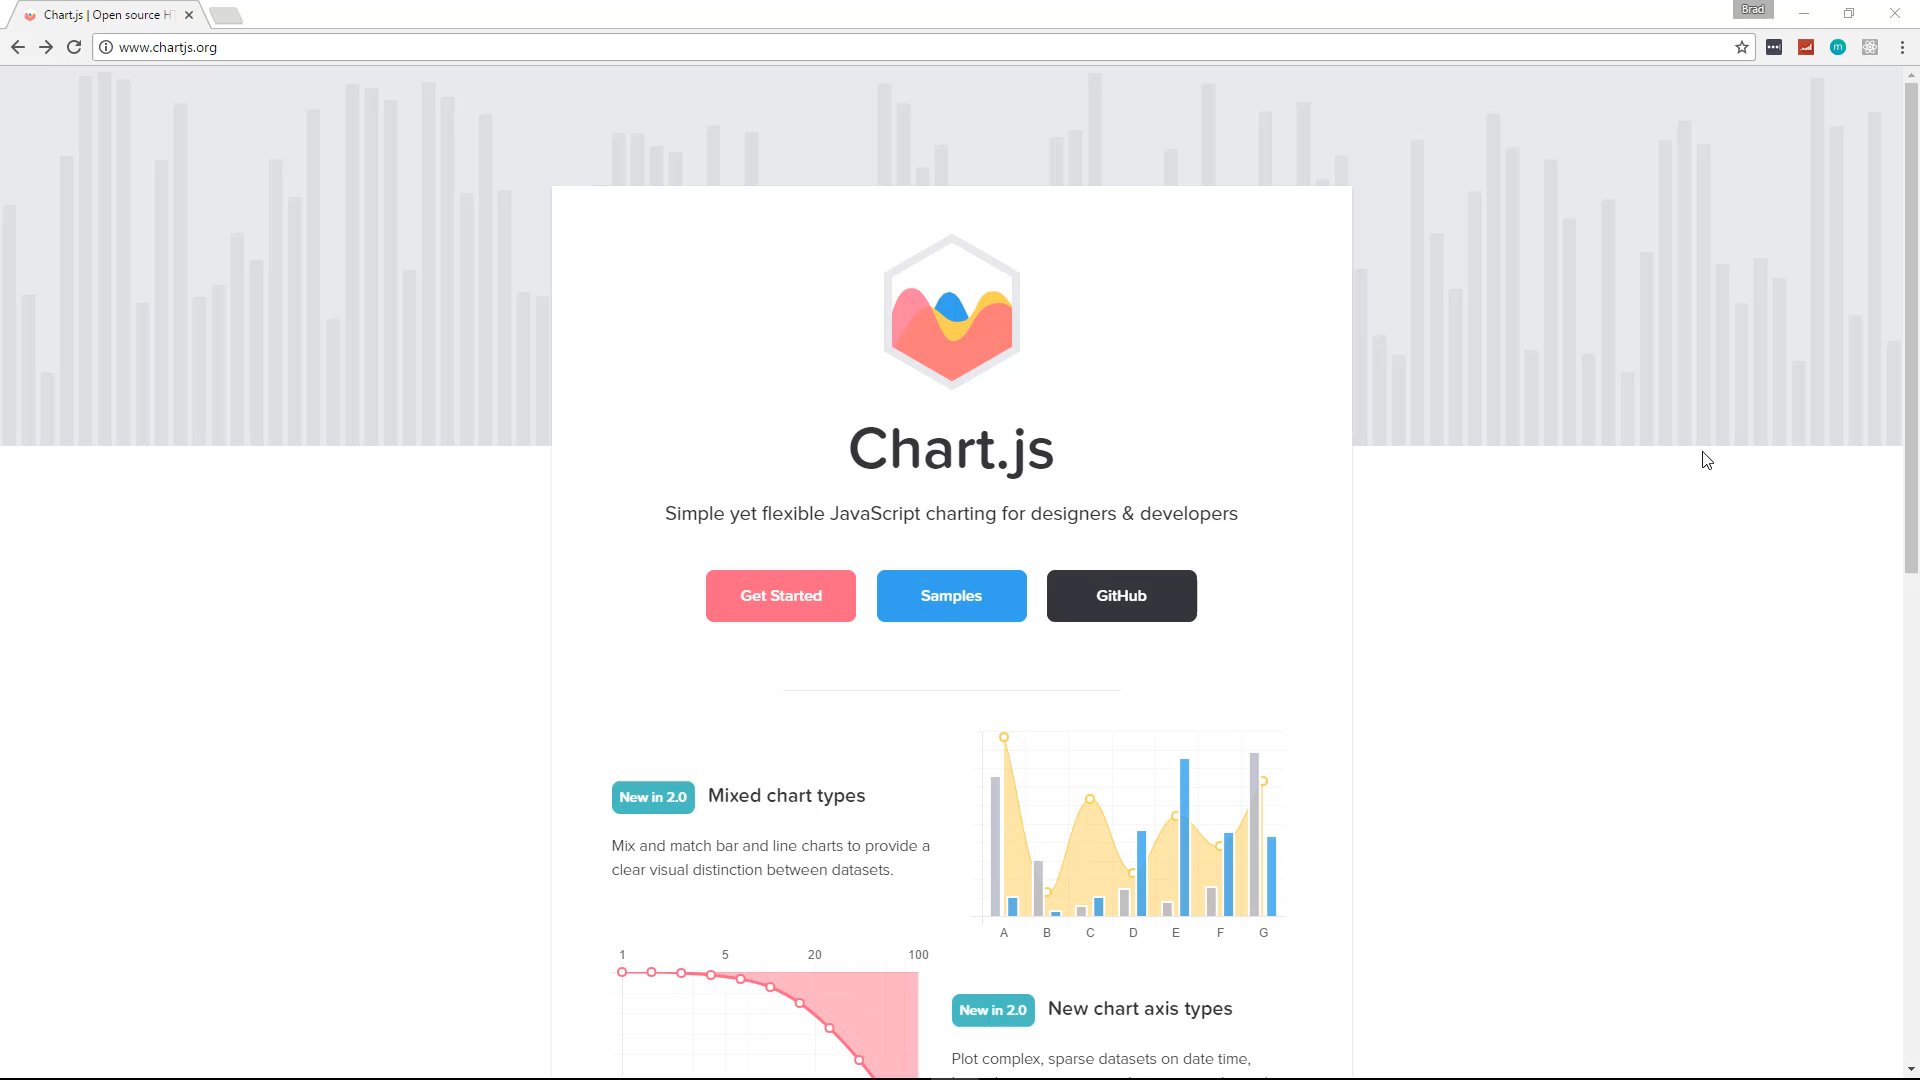 Chart.js | Open source H
Brad
www.chartjs.org
m
Chart.js
Simple yet flexible JavaScript charting for designers & developers
Get Started
Samples
GitHub
New in 2.0
Mixed chart types
Mix and match bar and line charts to provide a
clear visual distinction between datasets.
A B C D E F G
1 5 20 100
New in 2.0
New chart axis types
Plot complex, sparse datasets on date time,